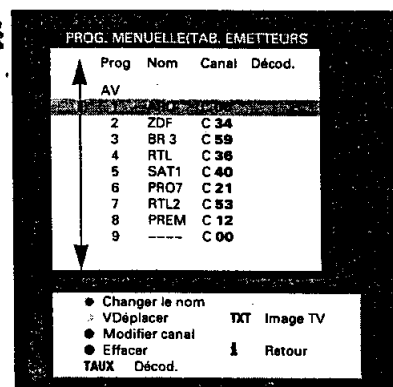 PROG. MENUELLE(TAB. EMETTEURS
Prog Nom Canal Décod.
AV
1
2 ZDF C 34
3 BR 3 C 59
4 RTL C 36
5 SAT1 C 40
6 PRO7 C 21
7 RTL2 C 53
8 PREM C 12
9 ---- C 00
Changer le nom
VDéplacer TXT Image TV
Modifier canal
Effacer i Retour
TAUX Décod.